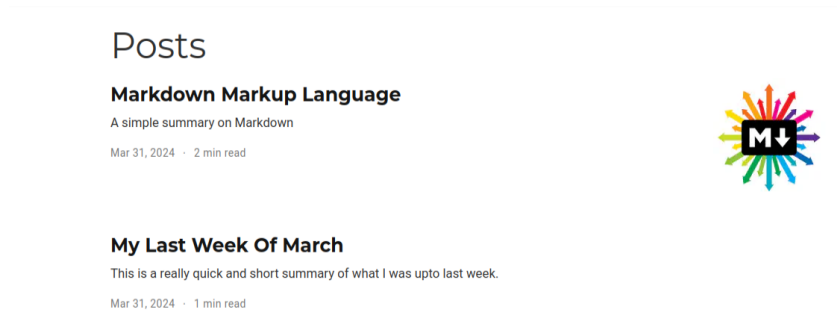 Posts
Markdown Markup Language
A simple summary on Markdown
Mar 31, 2024 · 2 min read
M
My Last Week Of March
This is a really quick and short summary of what I was upto last week.
Mar 31, 2024 · 1 min read